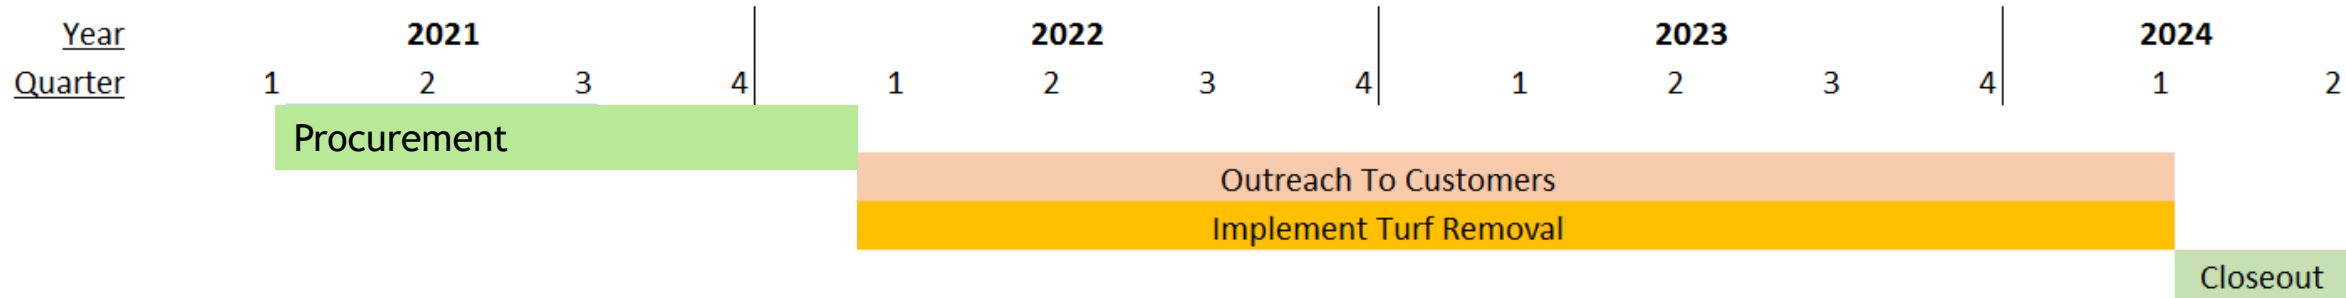 Year 2021 2022 2023 2024
Quarter 1 2 3 4 1 2 3 4 1 2 3 4 1 2
Procurement
Outreach To Customers
Implement Turf Removal
Closeout